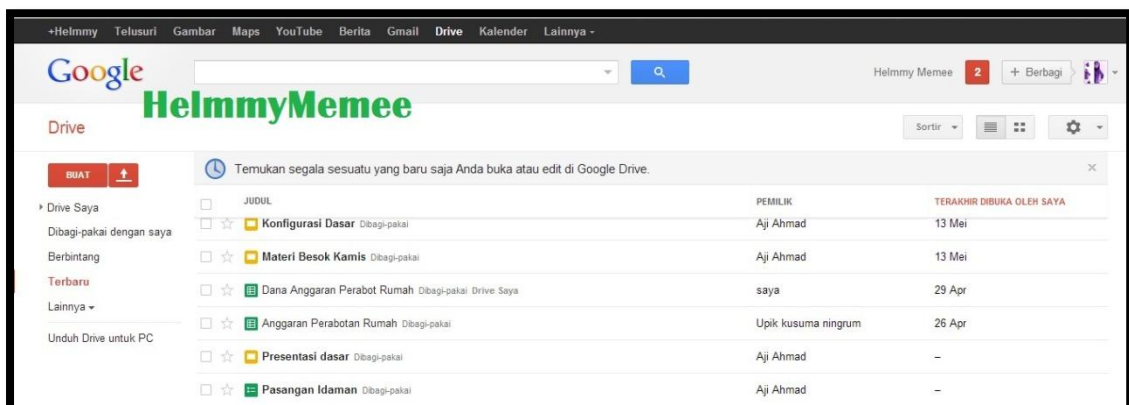 +Helmmy Telusuri Gambar Maps YouTube Berita Gmail Drive Kalender Lainnya
Google
Helmmy Memee 2 + Berbagi
HelmmyMemee
Drive
Sortir
BUAT
Temukan segala sesuatu yang baru saja Anda buka atau edit di Google Drive.
Drive Saya
Dibagi-pakai dengan saya
Berbintang
Terbaru
Lainnya
Unduh Drive untuk PC
JUDUL PEMILIK TERAKHIR DIBUKA OLEH SAYA
Konfigurasi Dasar Dibagi-pakai Aji Ahmad 13 Mei
Materi Besok Kamis Dibagi-pakai Aji Ahmad 13 Mei
Dana Anggaran Perabot Rumah Dibagi-pakai Drive Saya saya 29 Apr
Anggaran Perabotan Rumah Dibagi-pakai Upik kusuma ningrum 26 Apr
Presentasi dasar Dibagi-pakai Aji Ahmad –
Pasangan Idaman Dibagi-pakai Aji Ahmad –